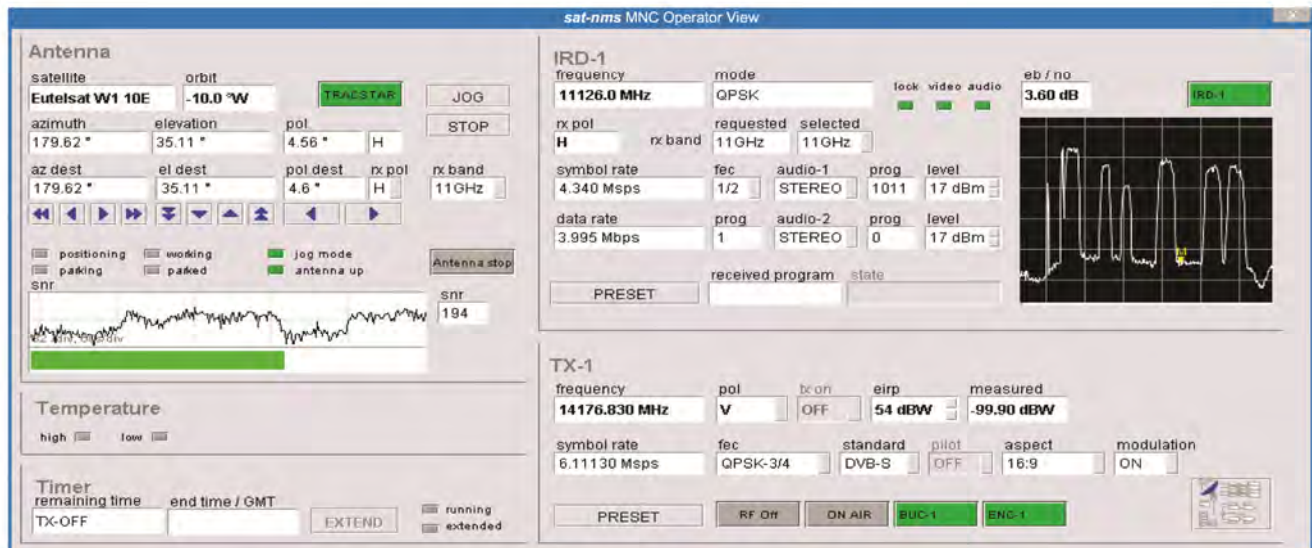 sat-nms MNC Operator View
Antenna
satellite orbit
Eutelsat W1 10E -10.0 °W TRACSTAR JOG
azimuth elevation pol STOP
179.62 ° 35.11 ° 4.56 ° H
az dest el dest pol dest rx pol rx band
179.62 ° 35.11 ° 4.6 ° H 11GHz
positioning working jog mode
parking parked antenna up
Antenna stop
snr
snr
194
Temperature
high low
Timer
remaining time end time / GMT
TX-OFF EXTEND
running
extended
IRD-1
frequency mode lock video audio eb / no
11126.0 MHz QPSK 3.60 dB IRD-1
rx pol requested selected
H rx band 11GHz 11GHz
symbol rate fec audio-1 prog level
4.340 Msps 1/2 STEREO 1011 17 dBm
data rate prog audio-2 prog level
3.995 Mbps 1 STEREO 0 17 dBm
received program state
PRESET
TX-1
frequency pol tx on eirp measured
14176.830 MHz V OFF 54 dBW -99.90 dBW
symbol rate fec standard pilot aspect modulation
6.11130 Msps QPSK-3/4 DVB-S OFF 16:9 ON
PRESET RF Off ON AIR BUC-1 ENC-1